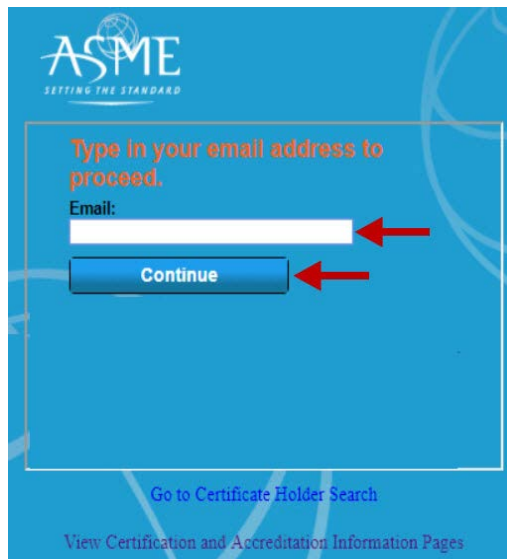 ASME
SETTING THE STANDARD
Type in your email address to
proceed.
Email:
Continue
Go to Certificate Holder Search
View Certification and Accreditation Information Pages